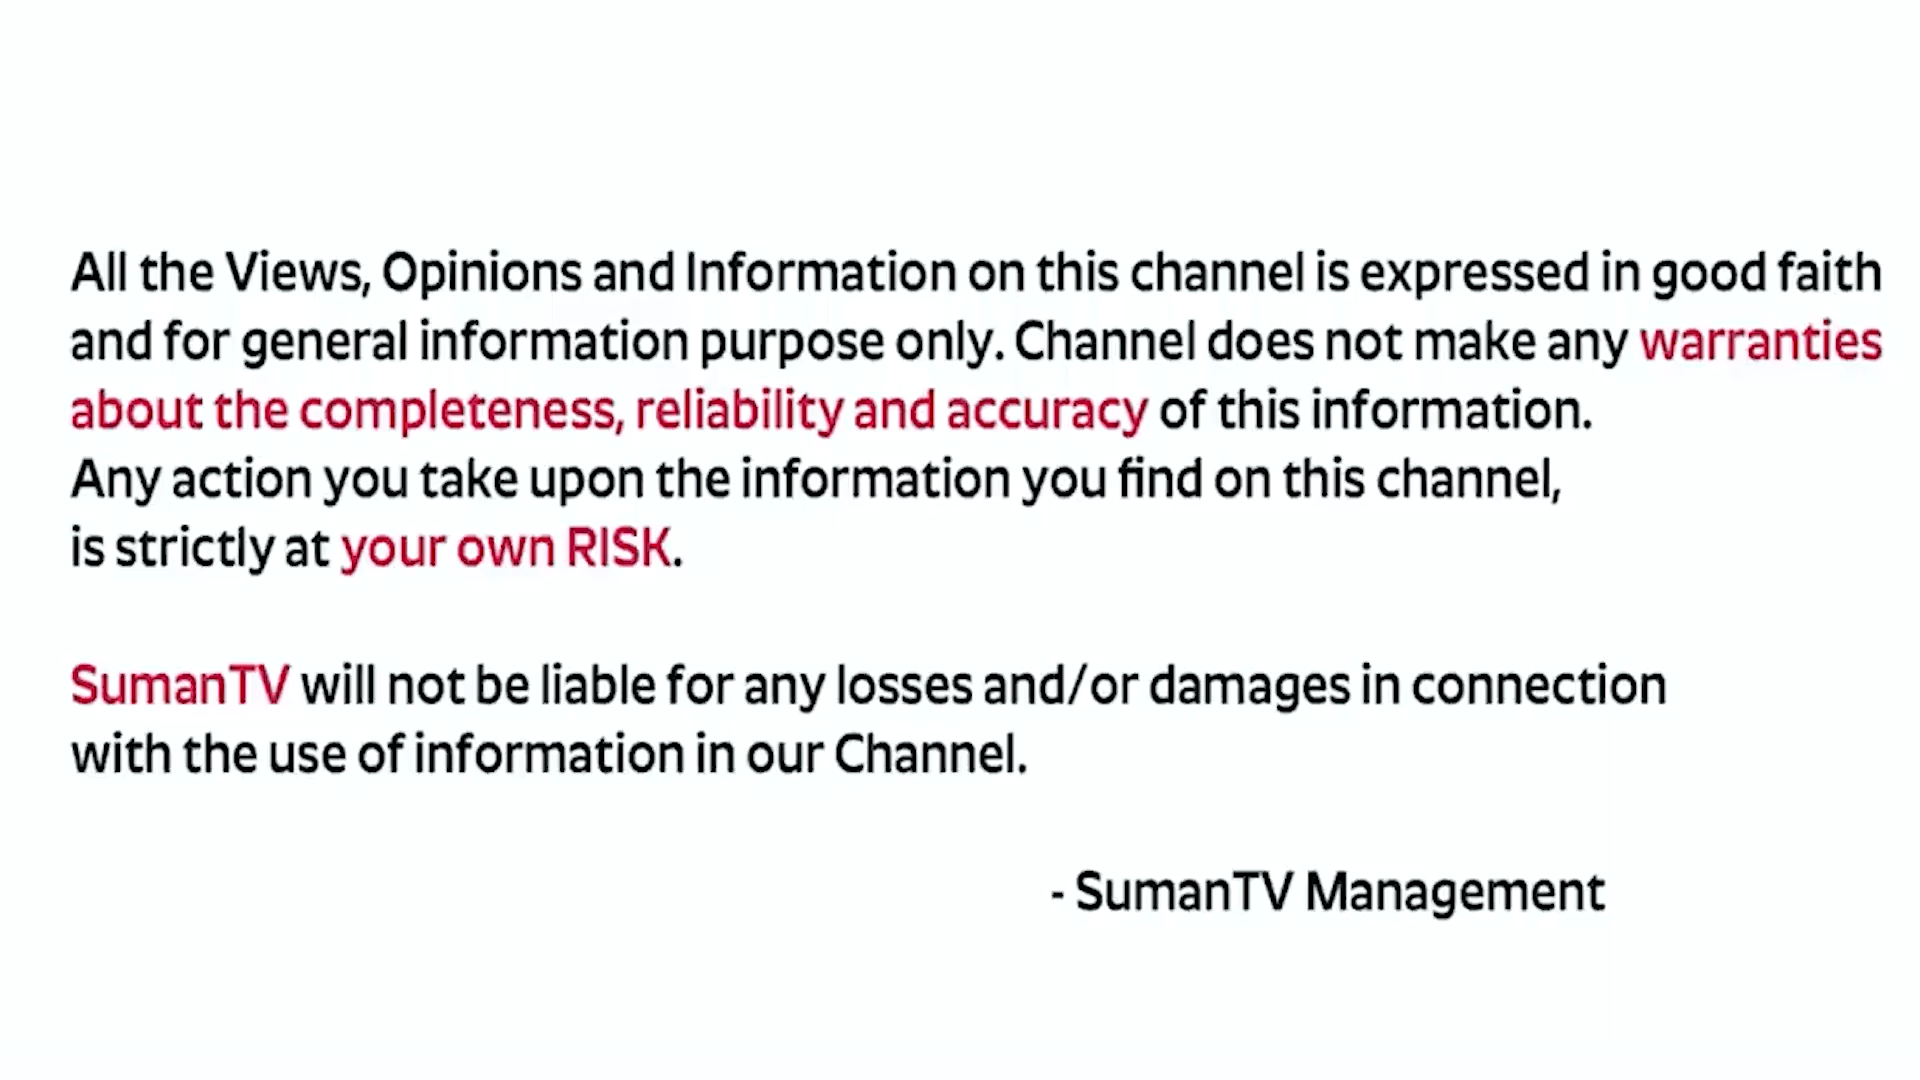 All the Views, Opinions and Information on this channel is expressed in good faith
and for general information purpose only. Channel does not make any warranties
about the completeness, reliability and accuracy of this information.
Any action you take upon the information you find on this channel,
is strictly at your own RISK.
SumanTV will not be liable for any losses and/or damages in connection
with the use of information in our Channel.
- SumanTV Management